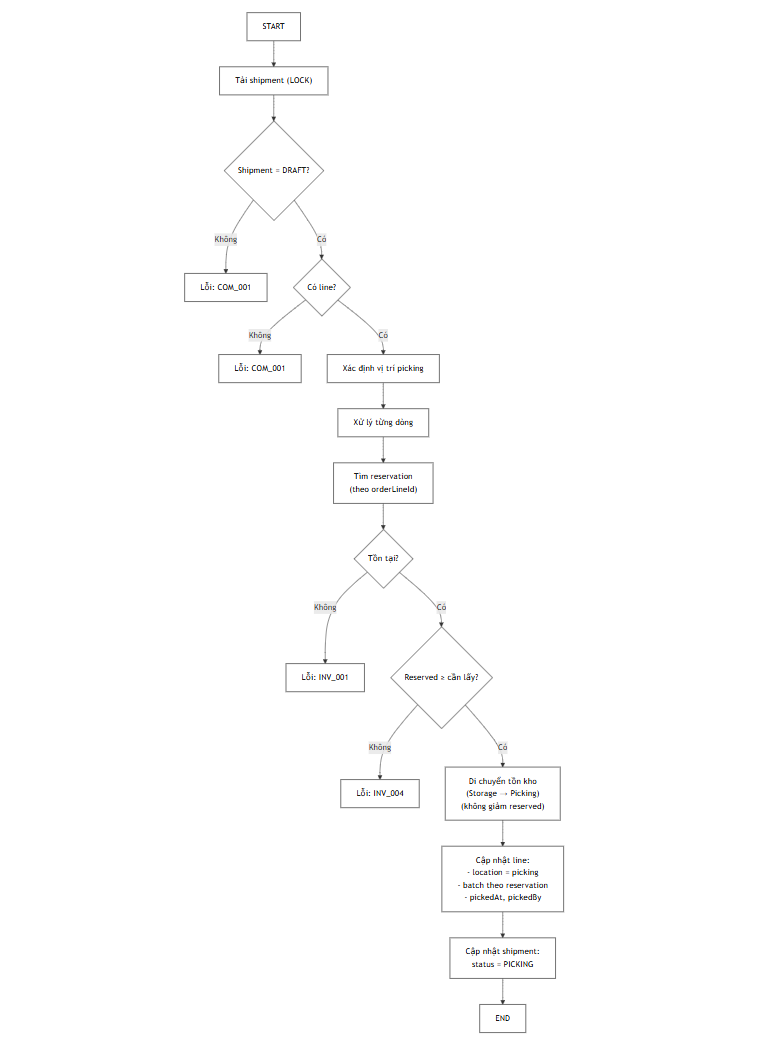 START
Tải shipment (LOCK)
Shipment = DRAFT?
Không
Có
Lỗi: COM_001
Có line?
Không
Có
Lỗi: COM_001
Xác định vị trí picking
Xử lý từng dòng
Tìm reservation
(theo orderLineId)
Tồn tại?
Không
Có
Lỗi: INV_001
Reserved ≥ cần lấy?
Không
Có
Lỗi: INV_004
Di chuyển tồn kho
(Storage → Picking)
(không giảm reserved)
Cập nhật line:
- location = picking
- batch theo reservation
- pickedAt, pickedBy
Cập nhật shipment:
status = PICKING
END